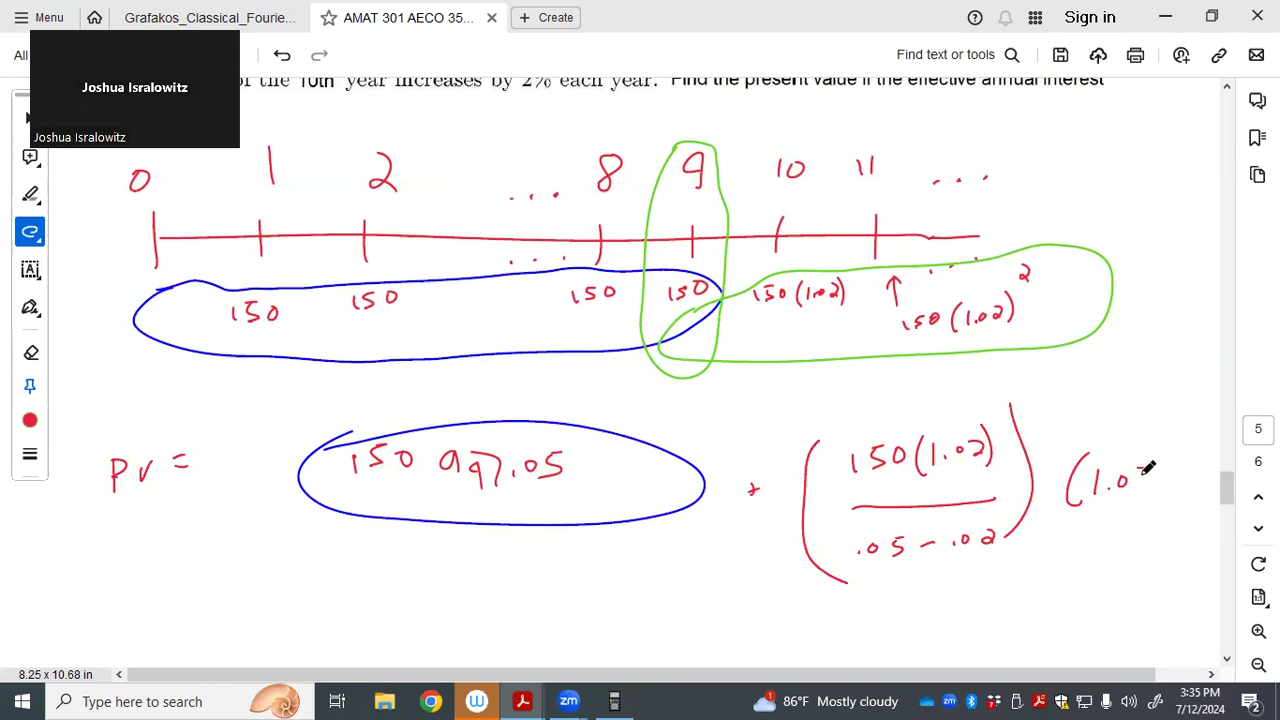 Menu
Grafakos_Classical_Fourie...
AMAT 301 AECO 35...
Create
Sign in
All
Find text or tools
Joshua Isralowitz
Joshua Isralowitz
of the 10th year increases by 2% each year. Find the present value if the effective annual interest
0 1 2 ... 8 9 10 11 ...
150 150 ... 150 150 150(1.02) 150(1.02)^2 ...
PV = 150 a9⌉.05 + (150(1.02) / .05 - .02) (1.0
5
6
8.25 x 10.68 in
Type here to search
86°F Mostly cloudy
3:35 PM
7/12/2024
2